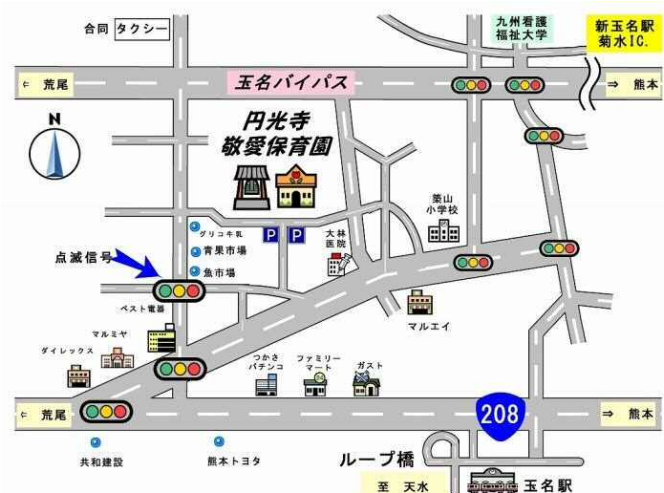 合同 タクシー
九州看護
福祉大学
新玉名駅
菊水IC.
⇐ 荒尾
玉名バイパス
⇒ 熊本
N
円光寺
敬愛保育園
築山
小学校
グリコ牛乳
P P
大林
医院
青果市場
点滅信号
魚市場
ベスト電器
マルエイ
マルミヤ
ダイレックス
つかさ
パチンコ
ファミリー
マート
ガスト
⇐ 荒尾
208
⇒ 熊本
共和建設
熊本トヨタ
ループ橋
至 天水
玉名駅